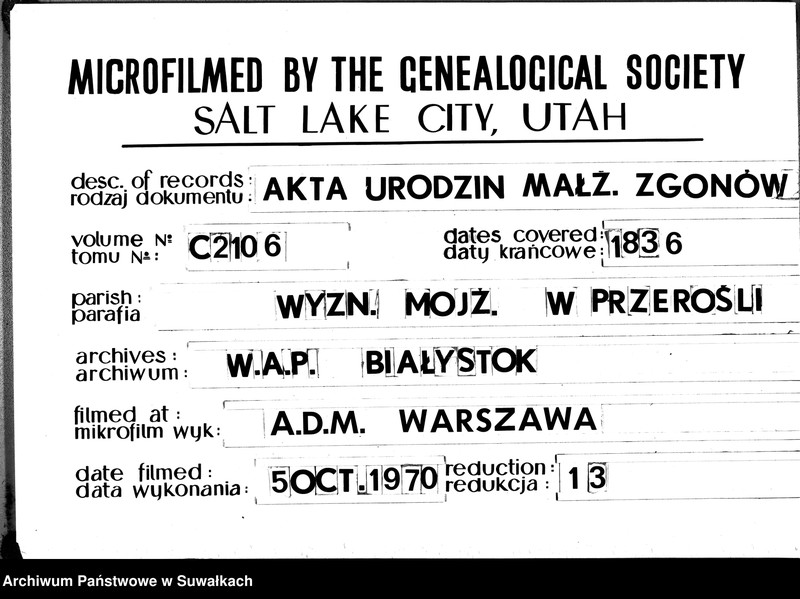 MICROFILMED BY THE GENEALOGICAL SOCIETY
SALT LAKE CITY, UTAH
desc. of records: AKTA URODZIN MAŁŻ. ZGONÓW
rodzaj dokumentu:
volume Nº C2106 dates covered: 1836
tomu Nº: daty krańcowe:
parish: WYZN. MOJŻ. W PRZEROŚLI
parafia
archives: W.A.P. BIAŁYSTOK
archiwum:
filmed at: A.D.M. WARSZAWA
mikrofilm wyk:
date filmed: 5 OCT. 1970 reduction: 13
data wykonania: redukcja:
Archiwum Państwowe w Suwałkach